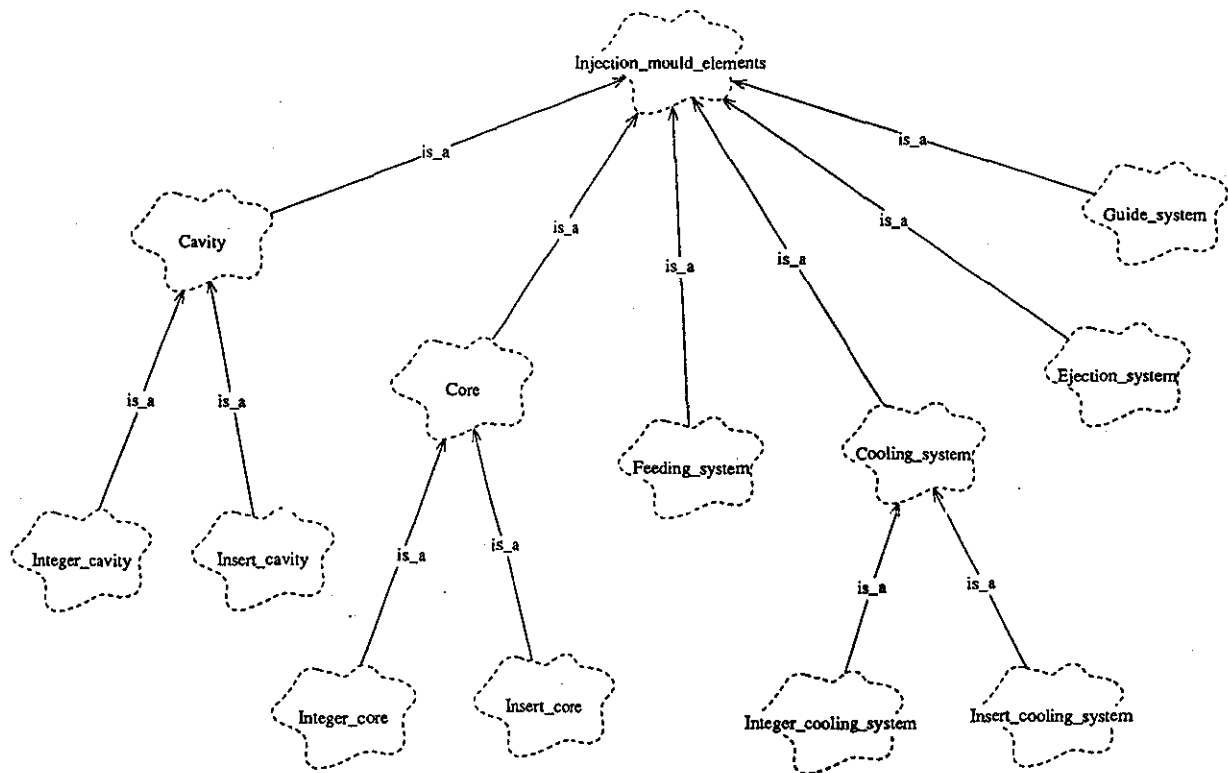 Injection_mould_elements
is_a
is_a
Guide_system
is_a
Cavity
is_a
is_a
is_a
Ejection_system
Core
is_a
is_a
Feeding_system
Cooling_system
Integer_cavity
Insert_cavity
is_a
is_a
is_a
is_a
Integer_core
Insert_core
Integer_cooling_system
Insert_cooling_system